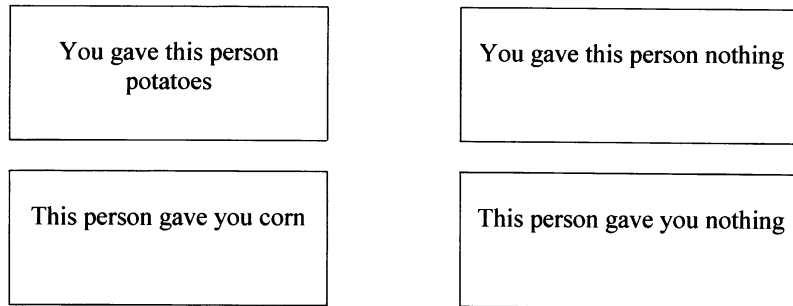 You gave this person
potatoes
You gave this person nothing
This person gave you corn
This person gave you nothing